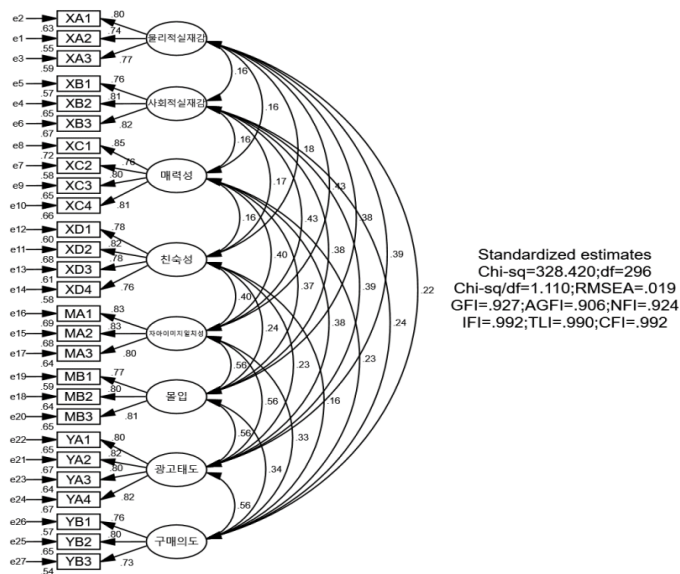 e2 XA1 .80
.63
e1 XA2 .74 물리적실재감
.55
e3 XA3 .77
.59
e5 XB1 .76 .16
.57
e4 XB2 .81 사회적실재감 .16
.65
e6 XB3 .82
.67
e8 XC1 .85 .16 .18
.72
e7 XC2 .76
.58
e9 XC3 .80 매력성 .17 .43
.65
e10 XC4 .81
.66
.16 .43 .38
e12 XD1 .78
.60
e11 XD2 .82 .38 .39
.68
e13 XD3 .78 친숙성 .40
.60
e14 XD4 .76 .39 .22
.58
e16 MA1 .83 .40
.69
e15 MA2 .83 자아이미지일치성 .24 .38 .24
.68
e17 MA3 .80
.64
.56 .23 .23
e19 MB1 .77
.59
e18 MB2 .80 몰입 .56 .16
.64
e20 MB3 .81
.65
e22 YA1 .80 .56 .33
.65
e21 YA2 .82
.67
e23 YA3 .80 광고태도 .34
.64
e24 YA4 .82
.67
.56
e26 YB1 .76
.57
e25 YB2 .80 구매의도
.65
e27 YB3 .73
.54
Standardized estimates
Chi-sq=328.420;df=296
Chi-sq/df=1.110;RMSEA=.019
GFI=.927;AGFI=.906;NFI=.924
IFI=.992;TLI=.990;CFI=.992